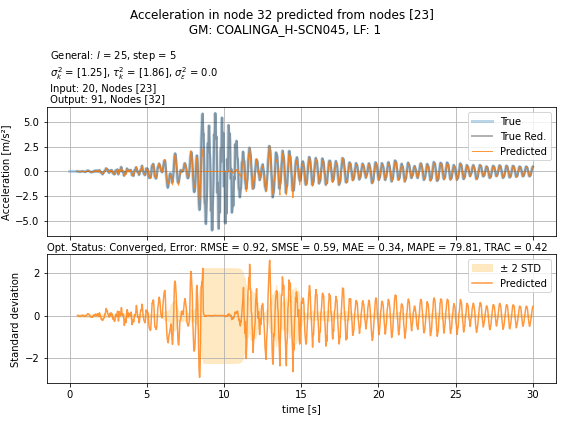 Acceleration in node 32 predicted from nodes [23]
GM: COALINGA_H-SCN045, LF: 1
General: l = 25, step = 5
σ²ₖ = [1.25], τ²ₖ = [1.86], σ²ε = 0.0
Input: 20, Nodes [23]
Output: 91, Nodes [32]
Acceleration [m/s²]
5.0
2.5
0.0
−2.5
−5.0
True
True Red.
Predicted
Opt. Status: Converged, Error: RMSE = 0.92, SMSE = 0.59, MAE = 0.34, MAPE = 79.81, TRAC = 0.42
Standard deviation
2
0
−2
± 2 STD
Predicted
0 5 10 15 20 25 30
time [s]